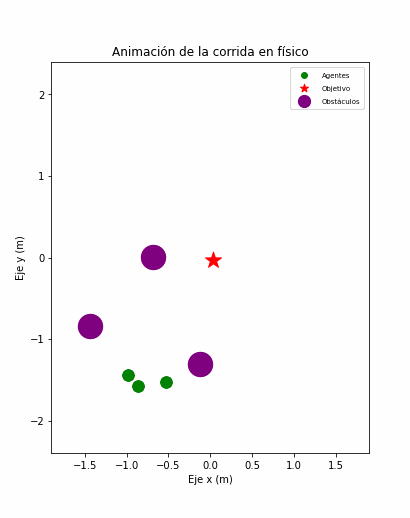 Animación de la corrida en físico
Agentes
Objetivo
Obstáculos
2
1
0
−1
−2
Eje y (m)
−1.5 −1.0 −0.5 0.0 0.5 1.0 1.5
Eje x (m)